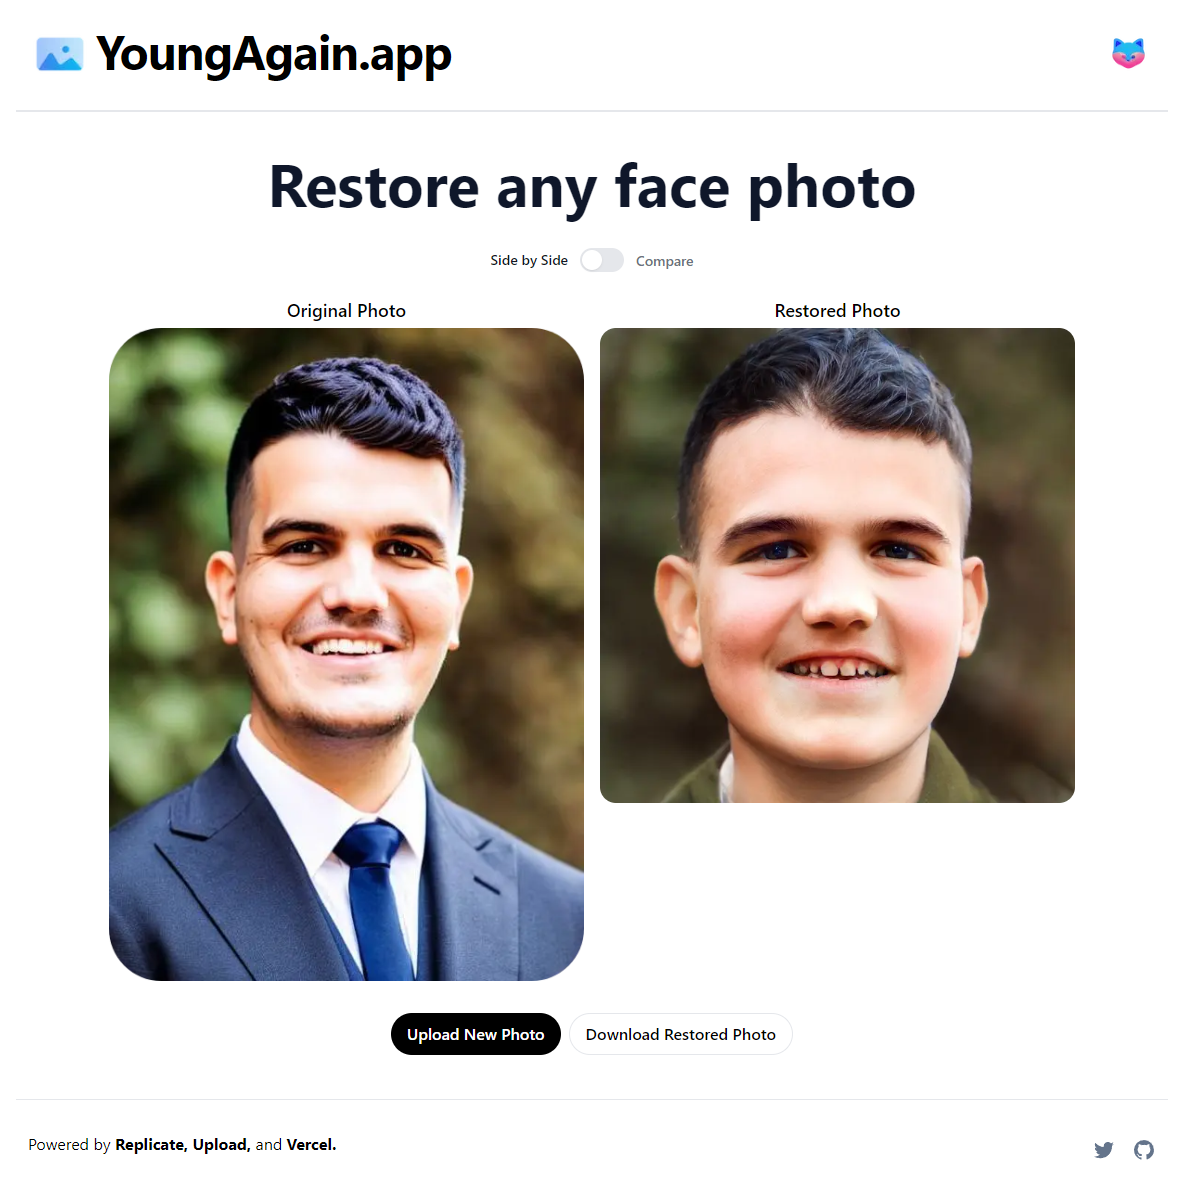 YoungAgain.app
Restore any face photo
Side by Side Compare
Original Photo
Restored Photo
Upload New Photo
Download Restored Photo
Powered by Replicate, Upload, and Vercel.